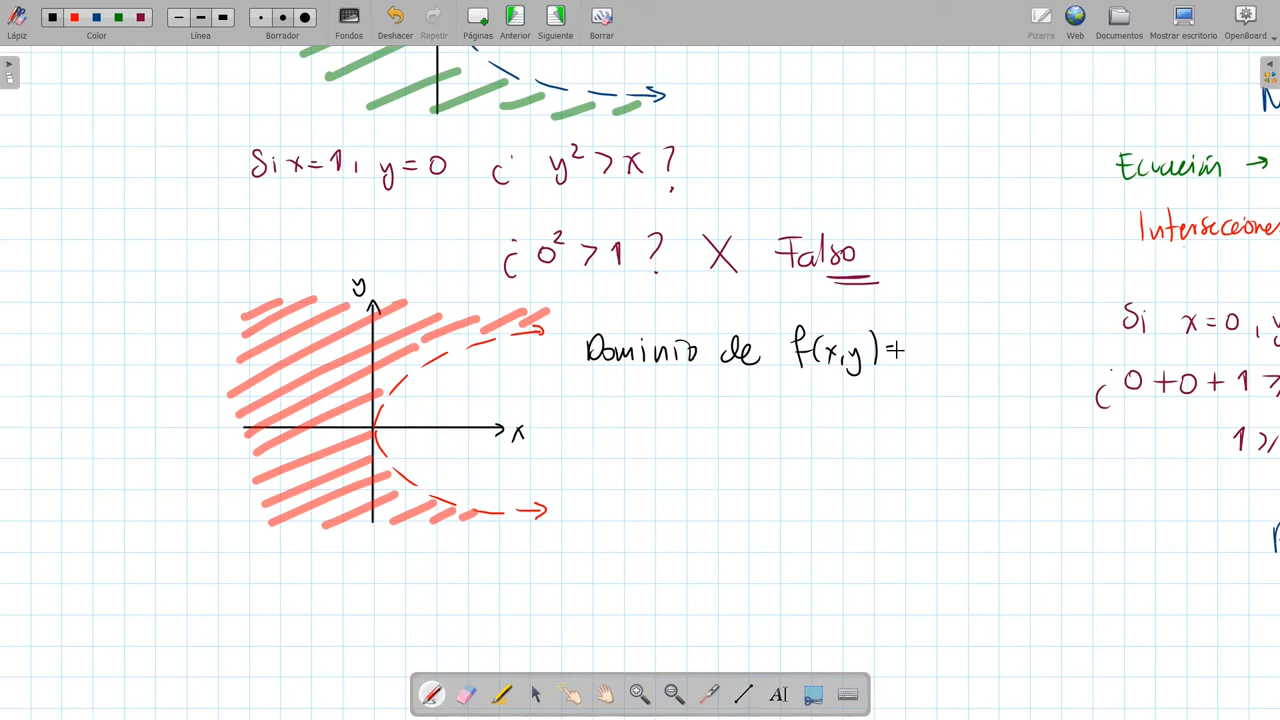 Lápiz Color Línea Borrador Fondos Deshacer Repetir Páginas Anterior Siguiente Borrar Pizarra Web Documentos Mostrar escritorio OpenBoard
Si x=1, y=0 ¿ y² > x ?
¿ 0² > 1 ? X Falso
y
x
Dominio de f(x,y) =
Ecuación →
Intersecciones
Si x=0, y
¿ 0+0+1 ≥
1 ≥
AI